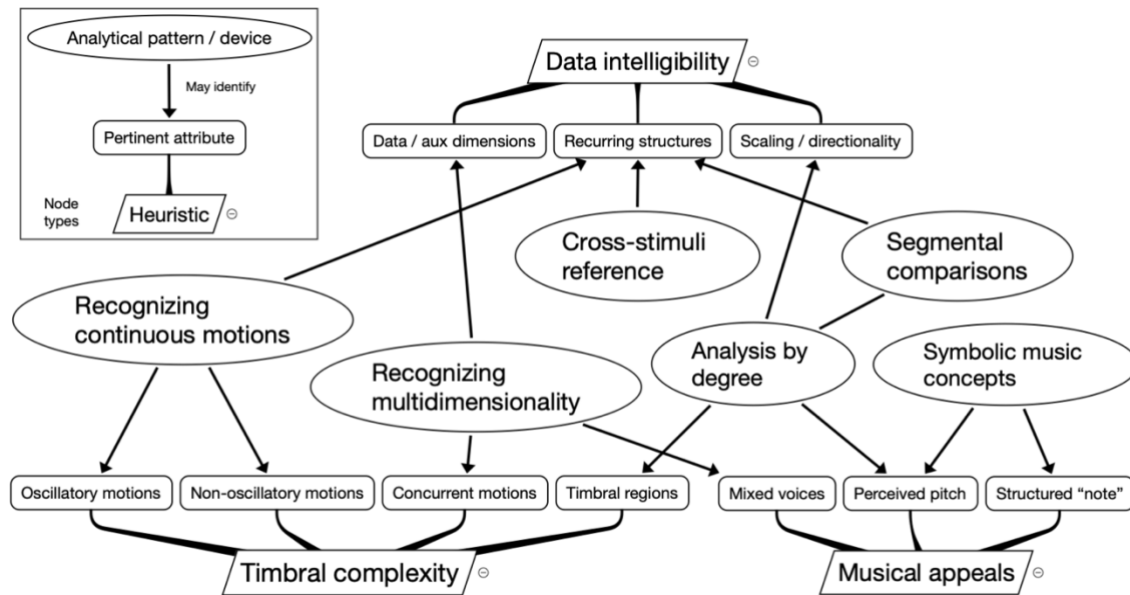 Analytical pattern / device
May identify
Pertinent attribute
Node
types
Heuristic
Data intelligibility
Data / aux dimensions
Recurring structures
Scaling / directionality
Cross-stimuli
reference
Segmental
comparisons
Recognizing
continuous motions
Recognizing
multidimensionality
Analysis by
degree
Symbolic music
concepts
Oscillatory motions
Non-oscillatory motions
Concurrent motions
Timbral regions
Mixed voices
Perceived pitch
Structured “note”
Timbral complexity
Musical appeals